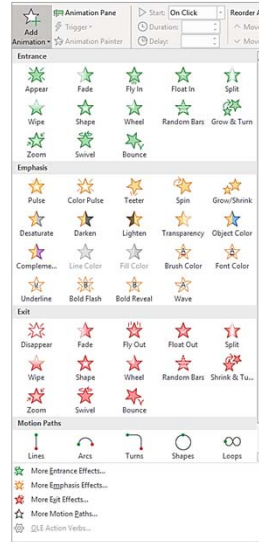 Add
Animation
Animation Pane
Trigger
Animation Painter
Start: On Click
Duration:
Delay:
Reorder A
Mov
Mov
Entrance
Appear Fade Fly In Float In Split
Wipe Shape Wheel Random Bars Grow & Turn
Zoom Swivel Bounce
Emphasis
Pulse Color Pulse Teeter Spin Grow/Shrink
Desaturate Darken Lighten Transparency Object Color
Compleme... Line Color Fill Color Brush Color Font Color
Underline Bold Flash Bold Reveal Wave
Exit
Disappear Fade Fly Out Float Out Split
Wipe Shape Wheel Random Bars Shrink & Tu...
Zoom Swivel Bounce
Motion Paths
Lines Arcs Turns Shapes Loops
More Entrance Effects...
More Emphasis Effects...
More Exit Effects...
More Motion Paths...
OLE Action Verbs...